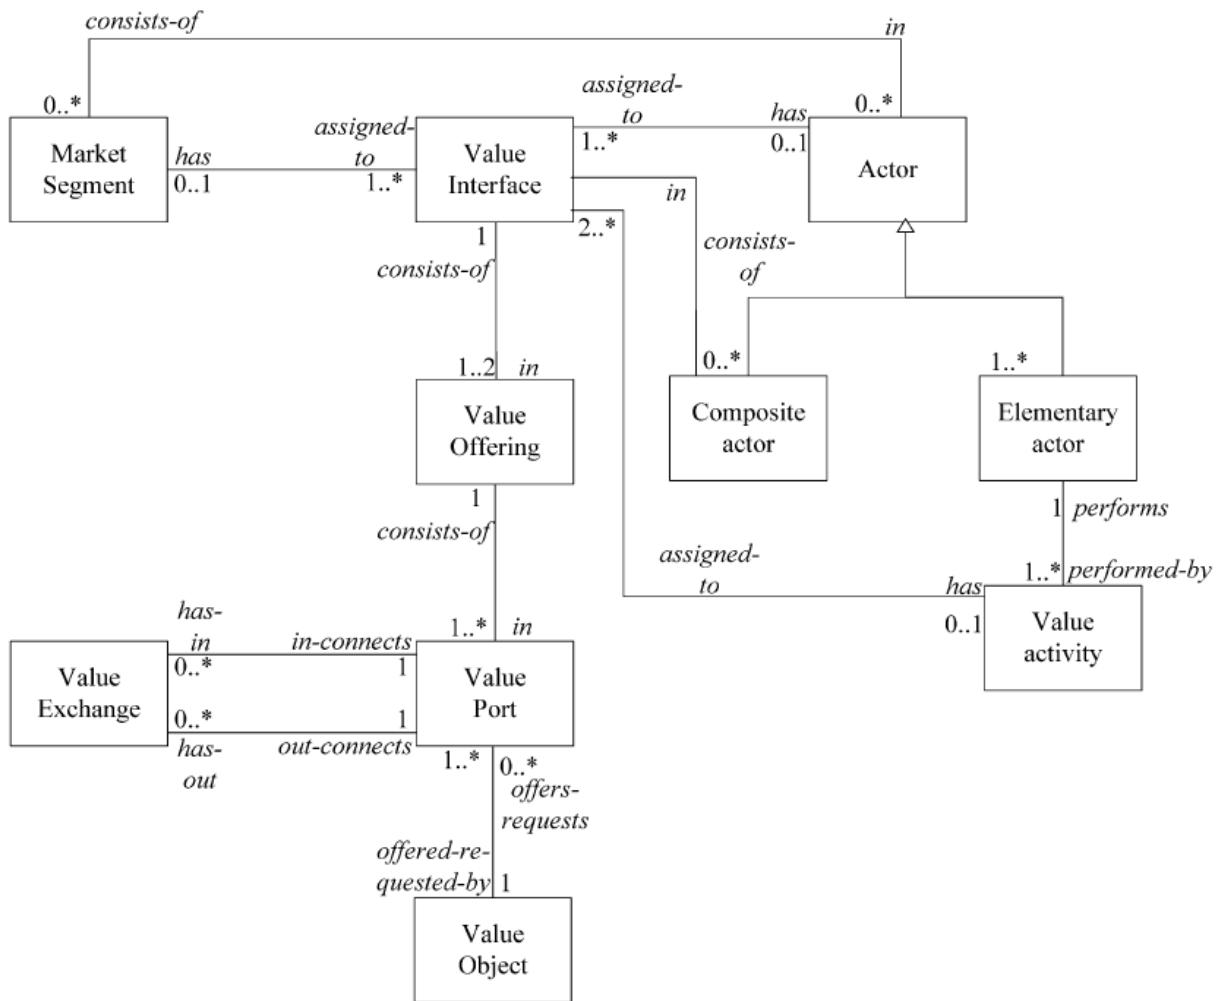 consists-of
in
0..*
0..*
assigned-
to
has
1..*
0..1
assigned-
to
has
0..1
1..*
Market
Segment
Value
Interface
Actor
in
2..*
1
consists-of
consists-
of
1..2
in
0..*
1..*
Value
Offering
Composite
actor
Elementary
actor
1
consists-of
1
performs
assigned-
to
1..*
performed-by
has
0..1
has-
in
in-connects
1..*
in
0..*
1
Value
Exchange
Value
Port
Value
activity
0..*
1
has-
out
out-connects
1..*
0..*
offers-
requests
offered-re-
quested-by
1
Value
Object